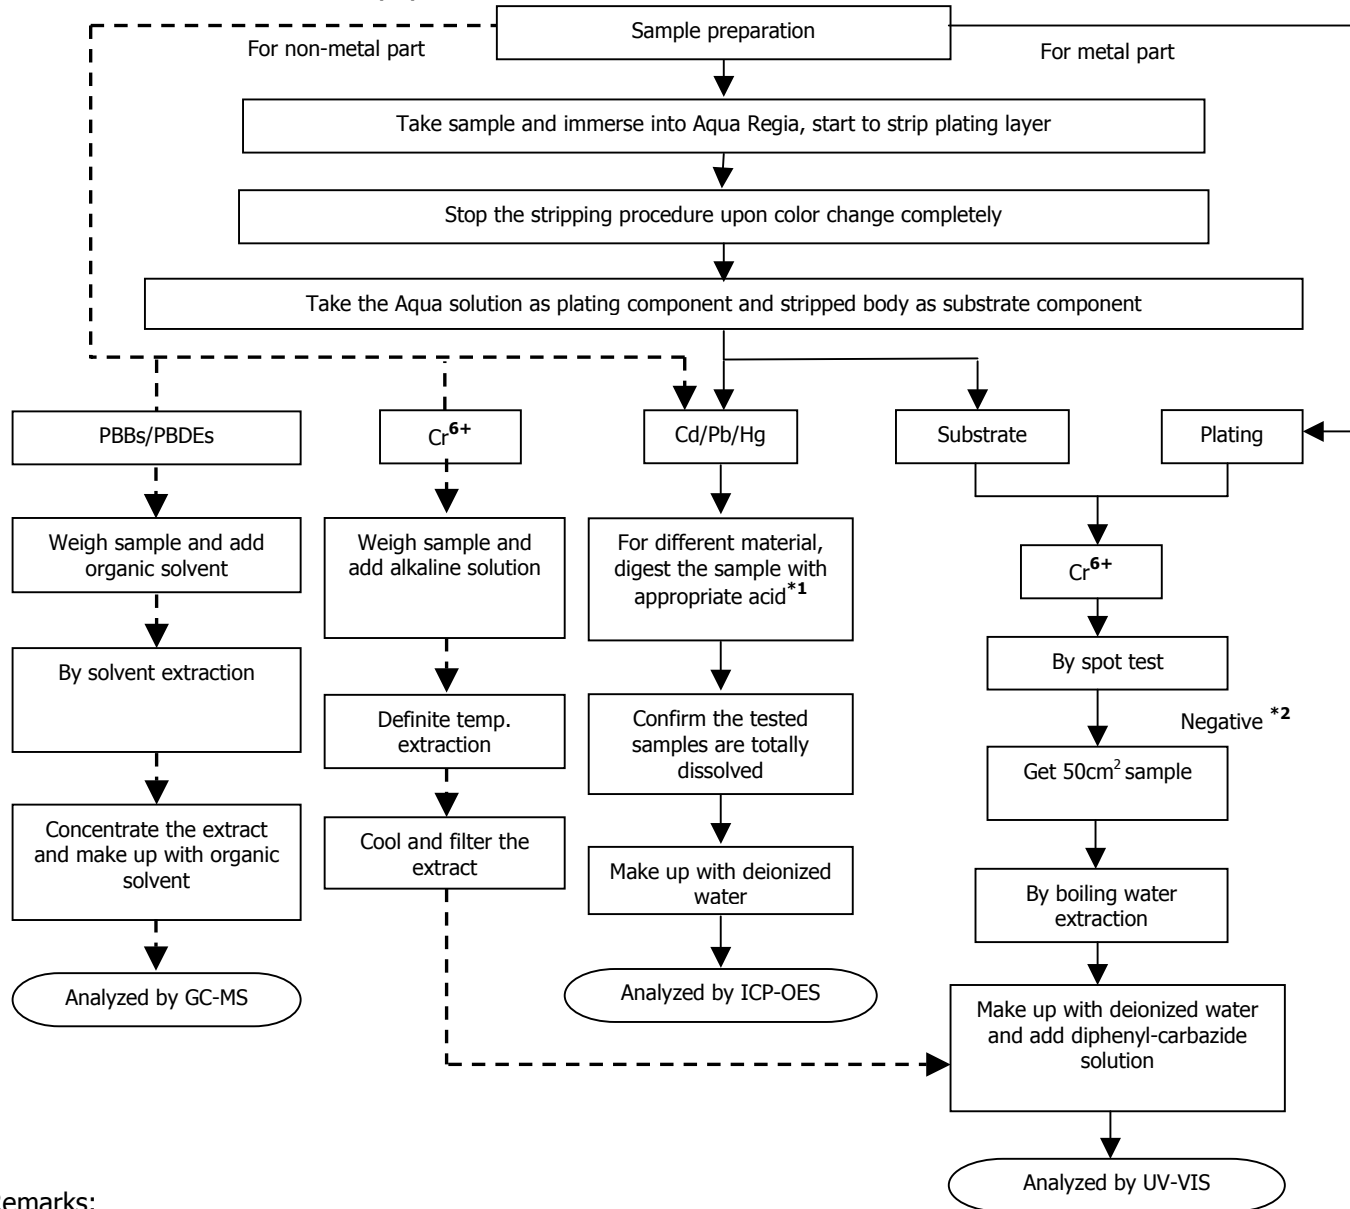 Sample preparation
For non-metal part
For metal part
Take sample and immerse into Aqua Regia, start to strip plating layer
Stop the stripping procedure upon color change completely
Take the Aqua solution as plating component and stripped body as substrate component
PBBs/PBDEs
Cr6+
Cd/Pb/Hg
Substrate
Plating
Weigh sample and add
organic solvent
By solvent extraction
Concentrate the extract
and make up with organic
solvent
Analyzed by GC-MS
Weigh sample and
add alkaline solution
Definite temp.
extraction
Cool and filter the
extract
For different material,
digest the sample with
appropriate acid*1
Confirm the tested
samples are totally
dissolved
Make up with deionized
water
Analyzed by ICP-OES
Cr6+
By spot test
Negative *2
Get 50cm2 sample
By boiling water
extraction
Make up with deionized water
and add diphenyl-carbazide
solution
Analyzed by UV-VIS